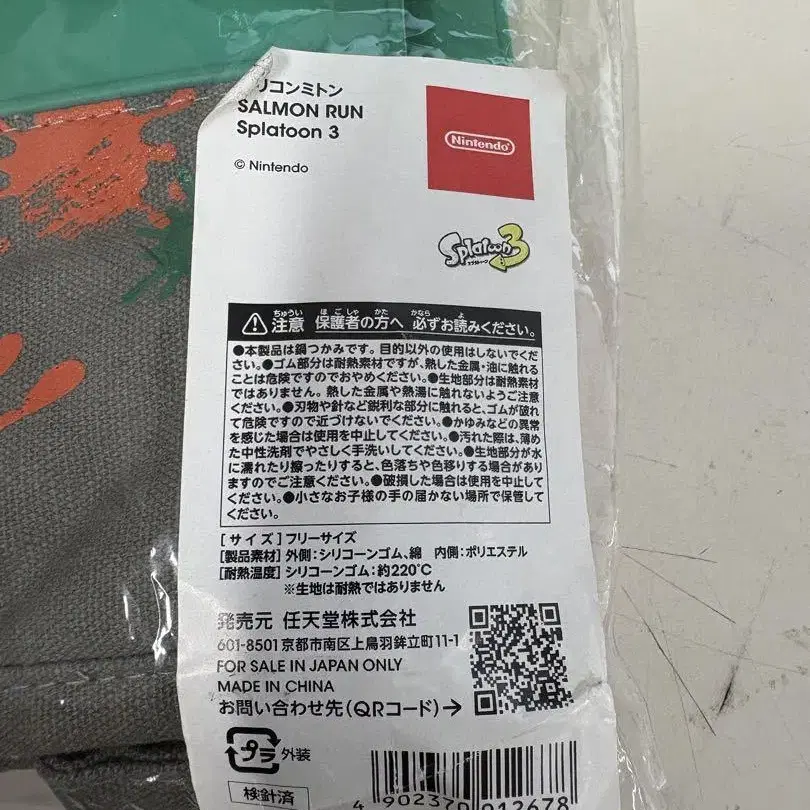 リコンミトン
SALMON RUN
Splatoon 3
© Nintendo
Nintendo
Splatoon 3
注意 保護者の方へ 必ずお読みください。
●本製品は鍋つかみです。目的以外の使用はしないでくだ
さい。●ゴム部分は耐熱素材ですが、熱した金属・油に触れる
ことは危険ですのでおやめください。●生地部分は耐熱素材
ではありません。熱した金属や熱湯に触れないようご注意
ください。●刃物や針など鋭利な部分に触れると、ゴムが破れ
て危険ですので近づけないでください。●かゆみなどの異常
を感じた場合は使用を中止してください。●汚れた際は、薄め
た中性洗剤でやさしく手洗いしてください。●生地部分が水
に濡れたり擦ったりすると、色落ちや色移りする場合があり
ますのでご注意ください。●破損した場合は使用を中止して
ください。●小さなお子様の手の届かない場所で保管して
ください。
[サイズ]フリーサイズ
[製品素材]外側:シリコーンゴム、綿 内側:ポリエステル
[耐熱温度]シリコーンゴム:約220℃
※生地は耐熱ではありません
発売元 任天堂株式会社
601-8501 京都市南区上鳥羽鉾立町11-1
FOR SALE IN JAPAN ONLY
MADE IN CHINA
お問い合わせ先(QRコード)→
プラ 外装
検針済
4 902370 912678